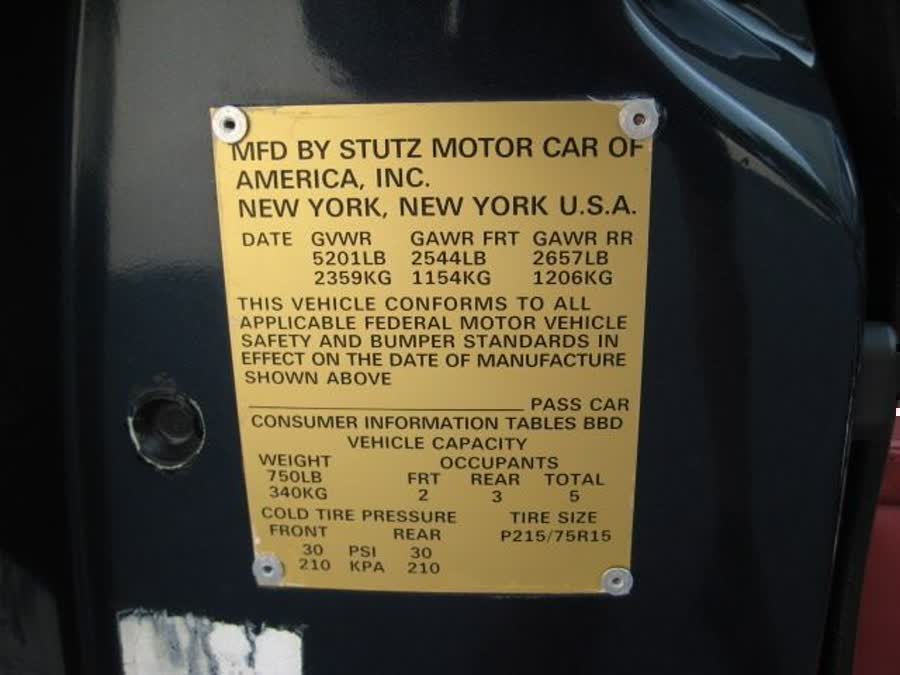 MFD BY STUTZ MOTOR CAR OF
AMERICA, INC.
NEW YORK, NEW YORK U.S.A.
DATE GVWR GAWR FRT GAWR RR
5201LB 2544LB 2657LB
2359KG 1154KG 1206KG
THIS VEHICLE CONFORMS TO ALL
APPLICABLE FEDERAL MOTOR VEHICLE
SAFETY AND BUMPER STANDARDS IN
EFFECT ON THE DATE OF MANUFACTURE
SHOWN ABOVE
PASS CAR
CONSUMER INFORMATION TABLES BBD
VEHICLE CAPACITY
WEIGHT OCCUPANTS
750LB FRT REAR TOTAL
340KG 2 3 5
COLD TIRE PRESSURE TIRE SIZE
FRONT REAR P215/75R15
30 PSI 30
210 KPA 210